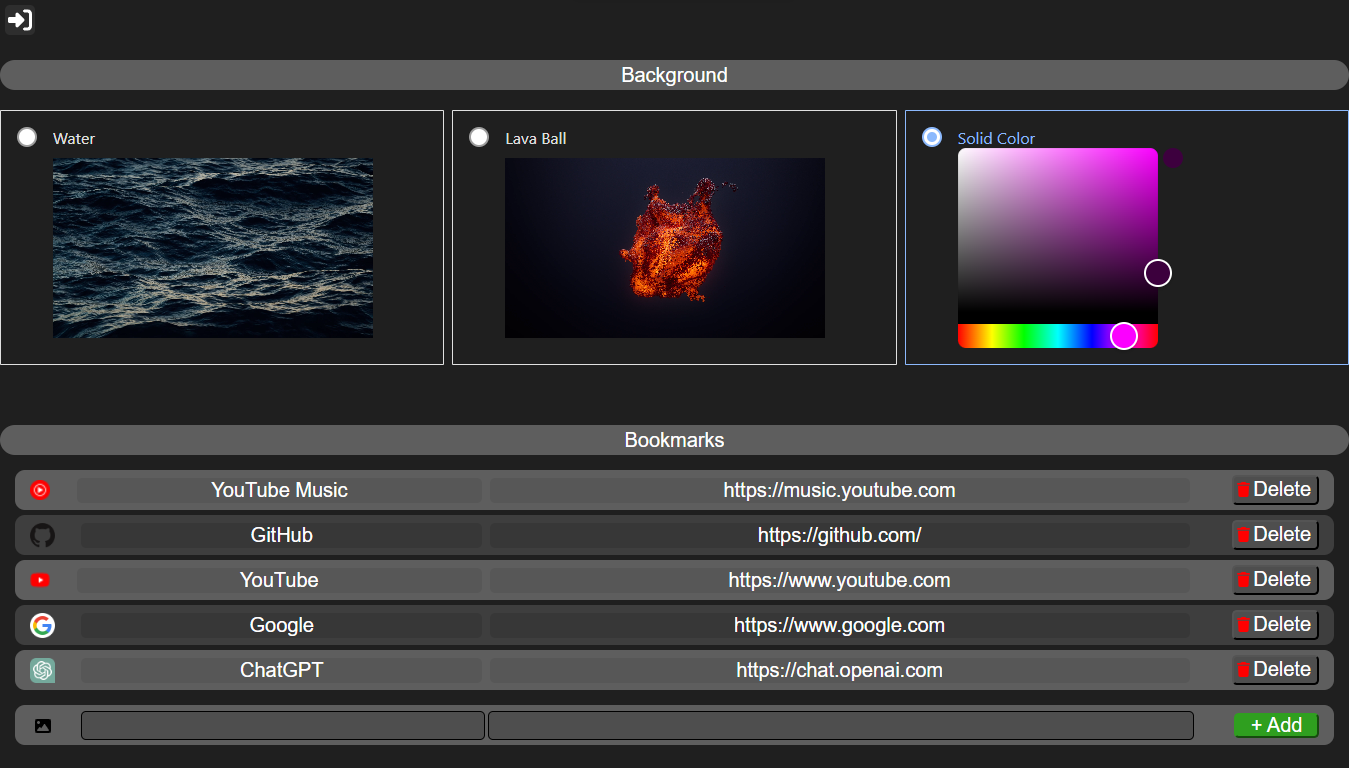 Background
Water
Lava Ball
Solid Color
Bookmarks
YouTube Music https://music.youtube.com Delete
GitHub https://github.com/ Delete
YouTube https://www.youtube.com Delete
Google https://www.google.com Delete
ChatGPT https://chat.openai.com Delete
+ Add